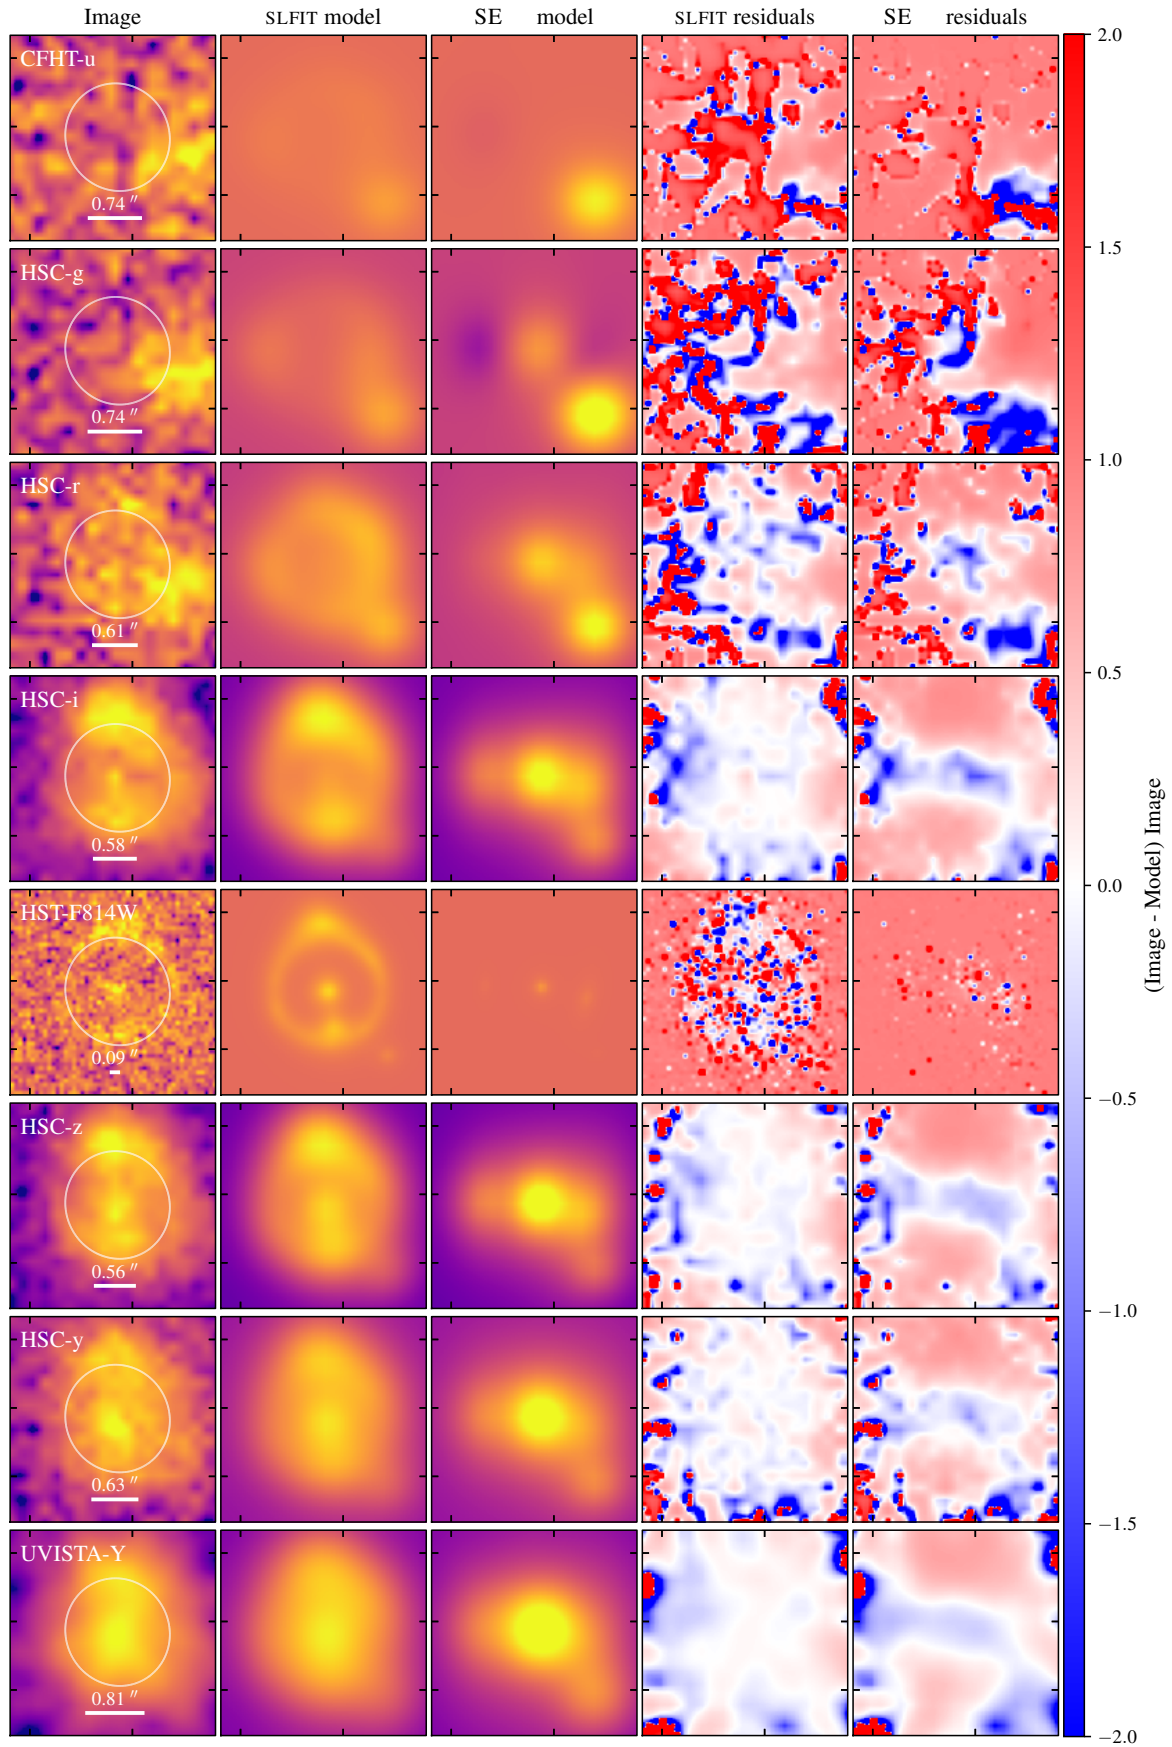 Image SLFIT model SE model SLFIT residuals SE residuals
CFHT-u
0.74 ″
HSC-g
0.74 ″
HSC-r
0.61 ″
HSC-i
0.58 ″
HST-F814W
0.09 ″
HSC-z
0.56 ″
HSC-y
0.63 ″
UVISTA-Y
0.81 ″
2.0
1.5
1.0
0.5
0.0
−0.5
−1.0
−1.5
−2.0
(Image - Model) Image